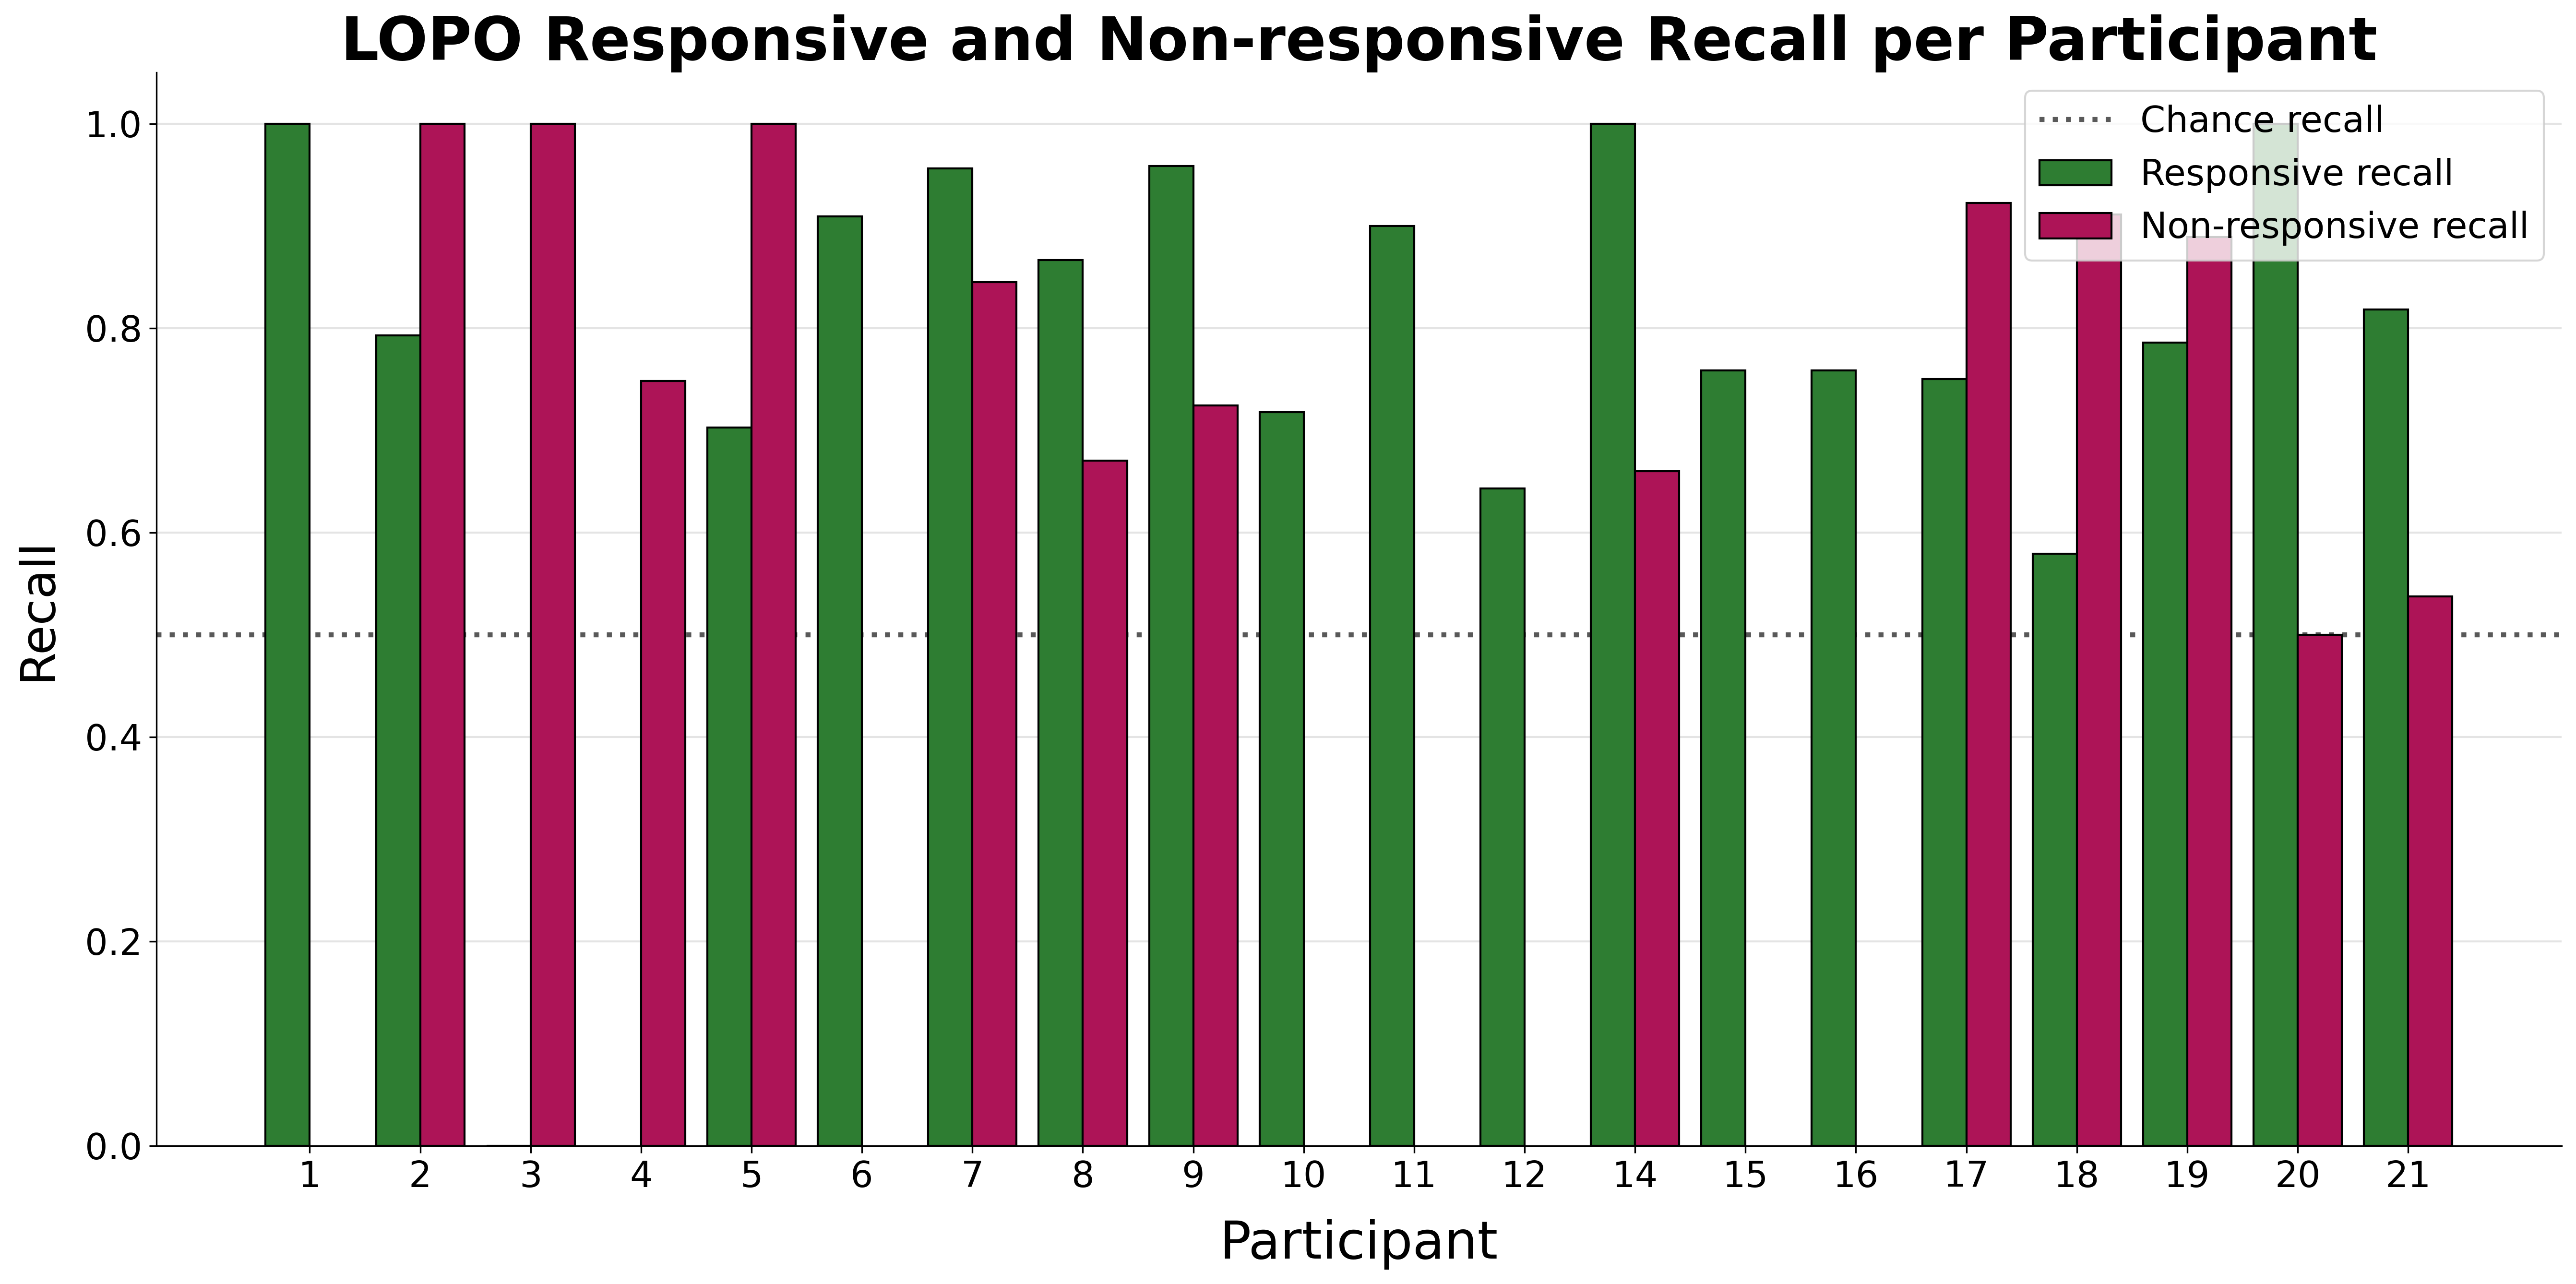 LOPO Responsive and Non-responsive Recall per Participant
Chance recall
Responsive recall
Non-responsive recall
1.0
0.8
0.6
0.4
0.2
0.0
Recall
1 2 3 4 5 6 7 8 9 10 11 12 14 15 16 17 18 19 20 21
Participant